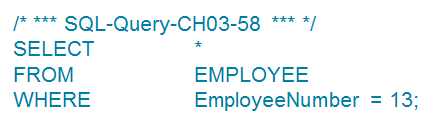 /* *** SQL-Query-CH03-58 *** */
SELECT *
FROM EMPLOYEE
WHERE EmployeeNumber = 13;